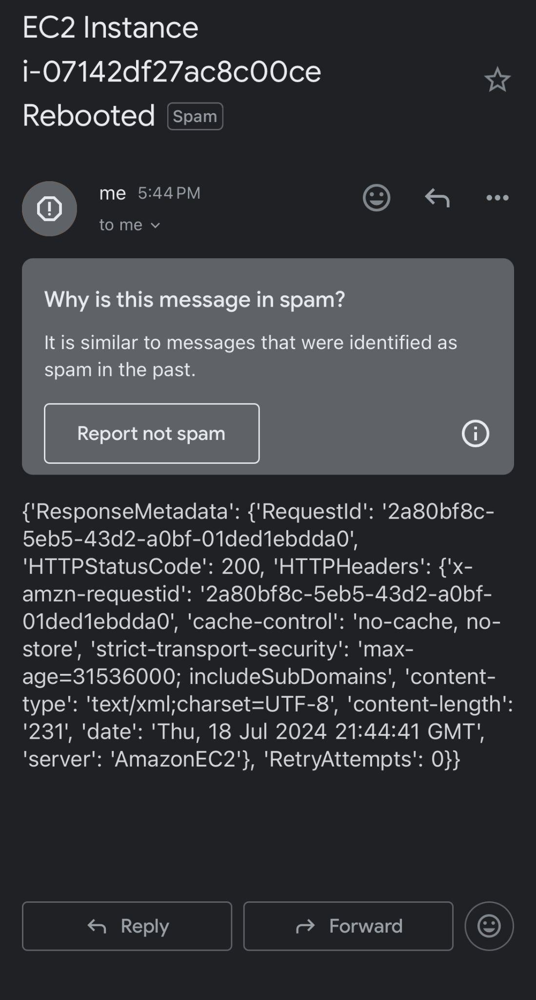 EC2 Instance
i-07142df27ac8c00ce
Rebooted Spam
me 5:44 PM
to me
Why is this message in spam?
It is similar to messages that were identified as
spam in the past.
Report not spam
{'ResponseMetadata': {'RequestId': '2a80bf8c-
5eb5-43d2-a0bf-01ded1ebdda0',
'HTTPStatusCode': 200, 'HTTPHeaders': {'x-
amzn-requestid': '2a80bf8c-5eb5-43d2-a0bf-
01ded1ebdda0', 'cache-control': 'no-cache, no-
store', 'strict-transport-security': 'max-
age=31536000; includeSubDomains', 'content-
type': 'text/xml;charset=UTF-8', 'content-length':
'231', 'date': 'Thu, 18 Jul 2024 21:44:41 GMT',
'server': 'AmazonEC2'}, 'RetryAttempts': 0}}
Reply Forward